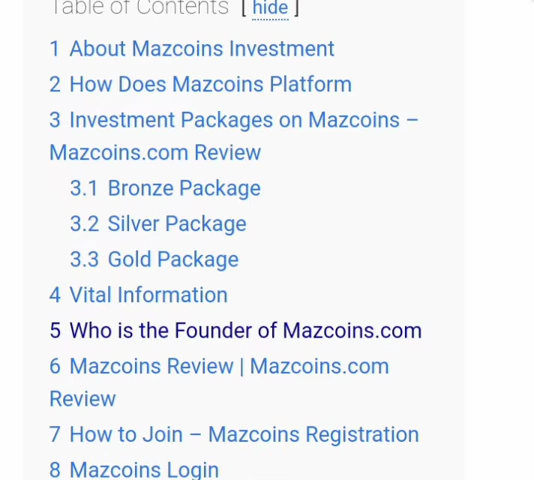 Table of Contents [ hide ]
1 About Mazcoins Investment
2 How Does Mazcoins Platform
3 Investment Packages on Mazcoins –
Mazcoins.com Review
3.1 Bronze Package
3.2 Silver Package
3.3 Gold Package
4 Vital Information
5 Who is the Founder of Mazcoins.com
6 Mazcoins Review | Mazcoins.com
Review
7 How to Join – Mazcoins Registration
8 Mazcoins Login